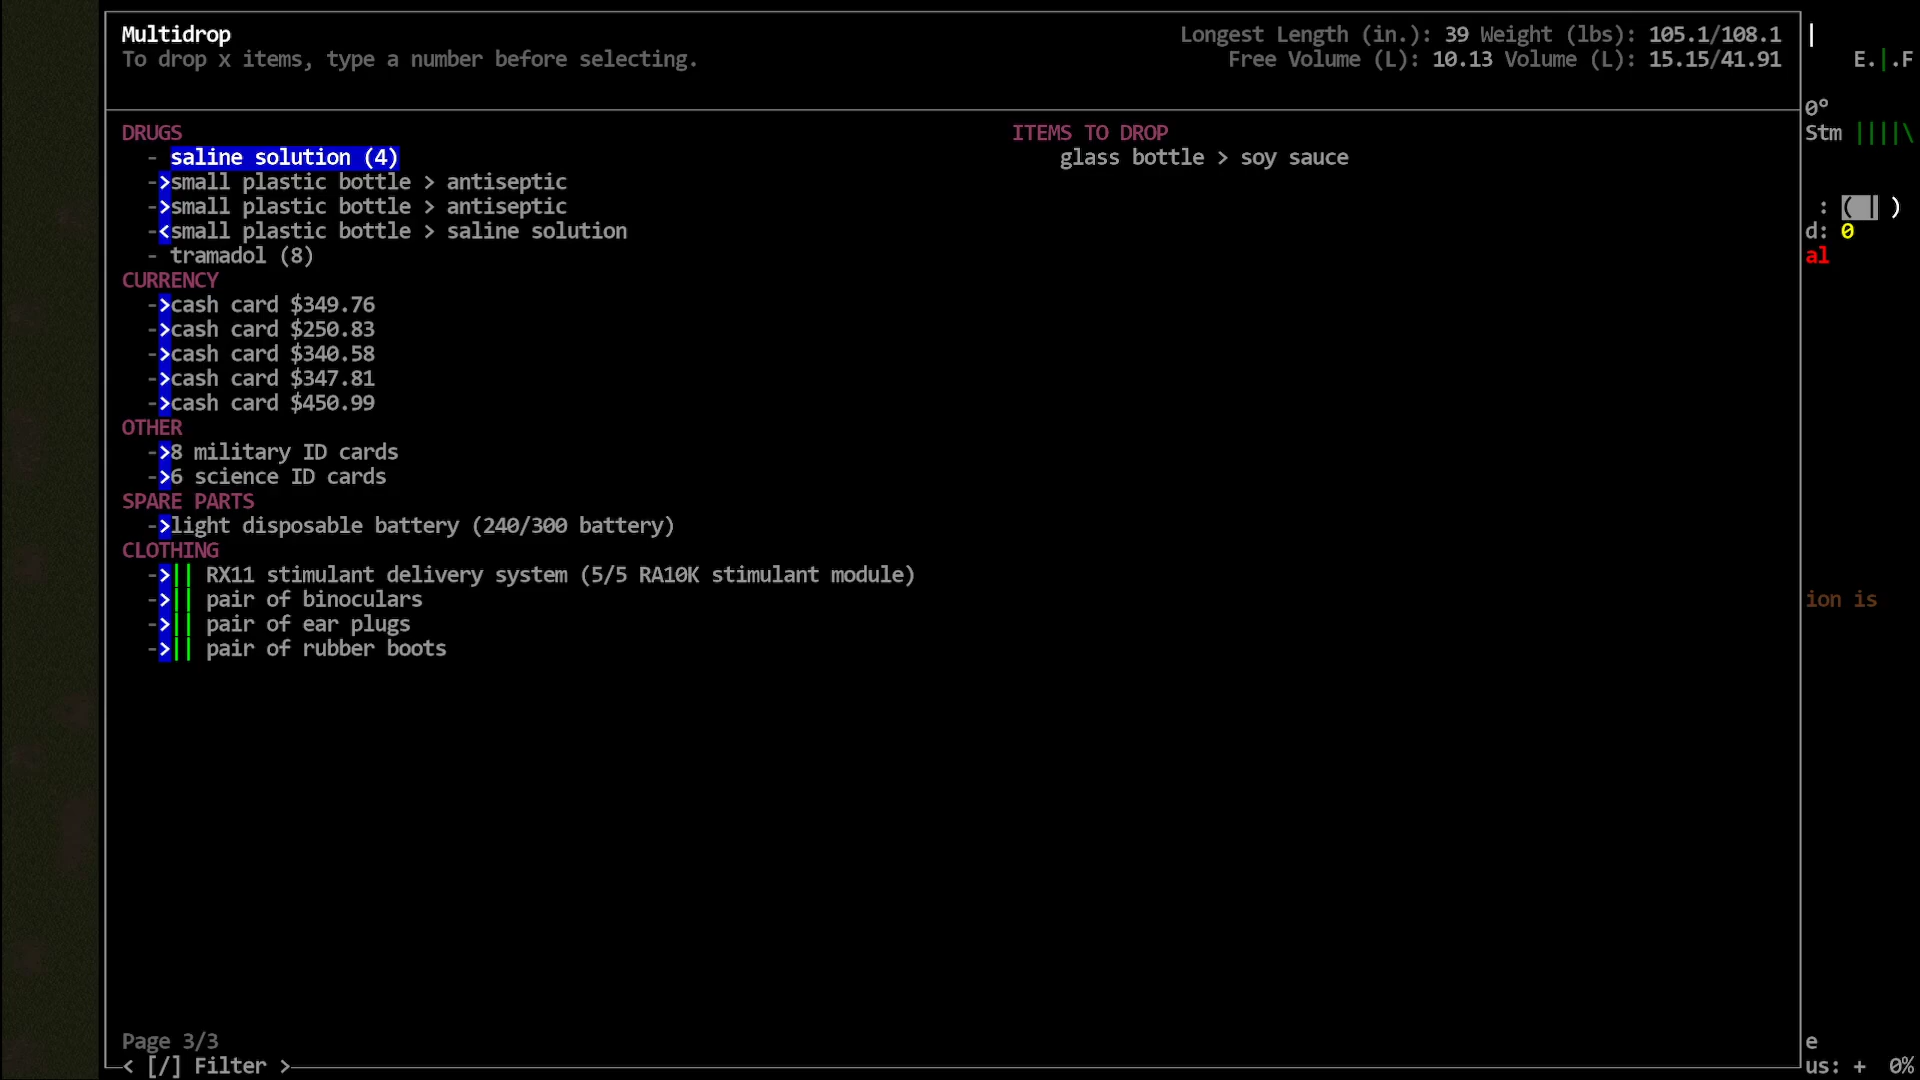 Multidrop
To drop x items, type a number before selecting.
Longest Length (in.): 39 Weight (lbs): 105.1/108.1
Free Volume (L): 10.13 Volume (L): 15.15/41.91
DRUGS
- saline solution (4)
->small plastic bottle > antiseptic
->small plastic bottle > antiseptic
-<small plastic bottle > saline solution
- tramadol (8)
CURRENCY
->cash card $349.76
->cash card $250.83
->cash card $340.58
->cash card $347.81
->cash card $450.99
OTHER
->8 military ID cards
->6 science ID cards
SPARE PARTS
->light disposable battery (240/300 battery)
CLOTHING
->|| RX11 stimulant delivery system (5/5 RA10K stimulant module)
->|| pair of binoculars
->|| pair of ear plugs
->|| pair of rubber boots
ITEMS TO DROP
glass bottle > soy sauce
Page 3/3
< [/] Filter >
|
E.|.F
0°
Stm ||||\
: ( | )
d: 0
al
ion is
e
us: + 0%